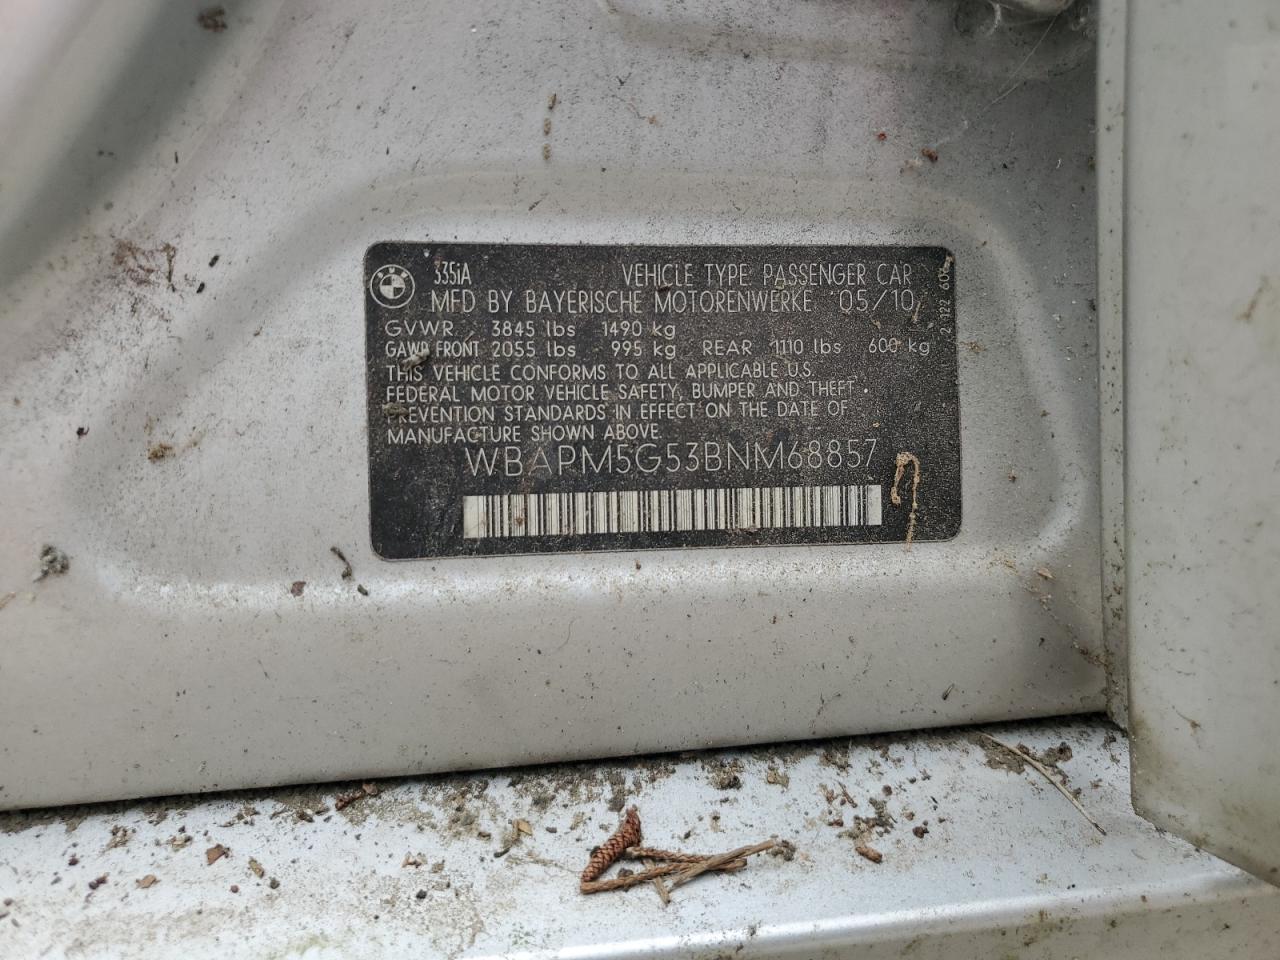 335iA VEHICLE TYPE PASSENGER CAR
MFD BY BAYERISCHE MOTORENWERKE 05/10
GVWR 3845 lbs 1490 kg
GAWR FRONT 2055 lbs 995 kg REAR 1110 lbs 600 kg
THIS VEHICLE CONFORMS TO ALL APPLICABLE U.S.
FEDERAL MOTOR VEHICLE SAFETY, BUMPER AND THEFT
PREVENTION STANDARDS IN EFFECT ON THE DATE OF
MANUFACTURE SHOWN ABOVE
WBAPM5G53BNM68857